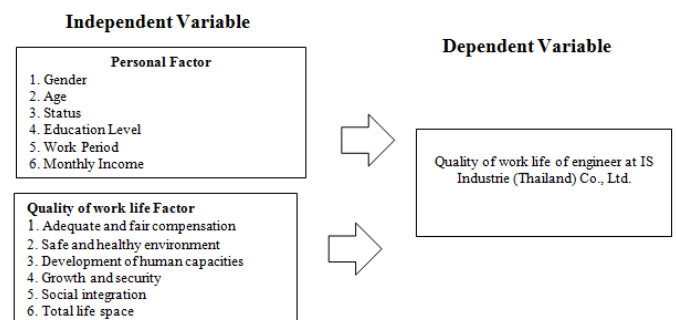 Independent Variable
Personal Factor
1. Gender
2. Age
3. Status
4. Education Level
5. Work Period
6. Monthly Income
Quality of work life Factor
1. Adequate and fair compensation
2. Safe and healthy environment
3. Development of human capacities
4. Growth and security
5. Social integration
6. Total life space
Dependent Variable
Quality of work life of engineer at IS
Industrie (Thailand) Co., Ltd.